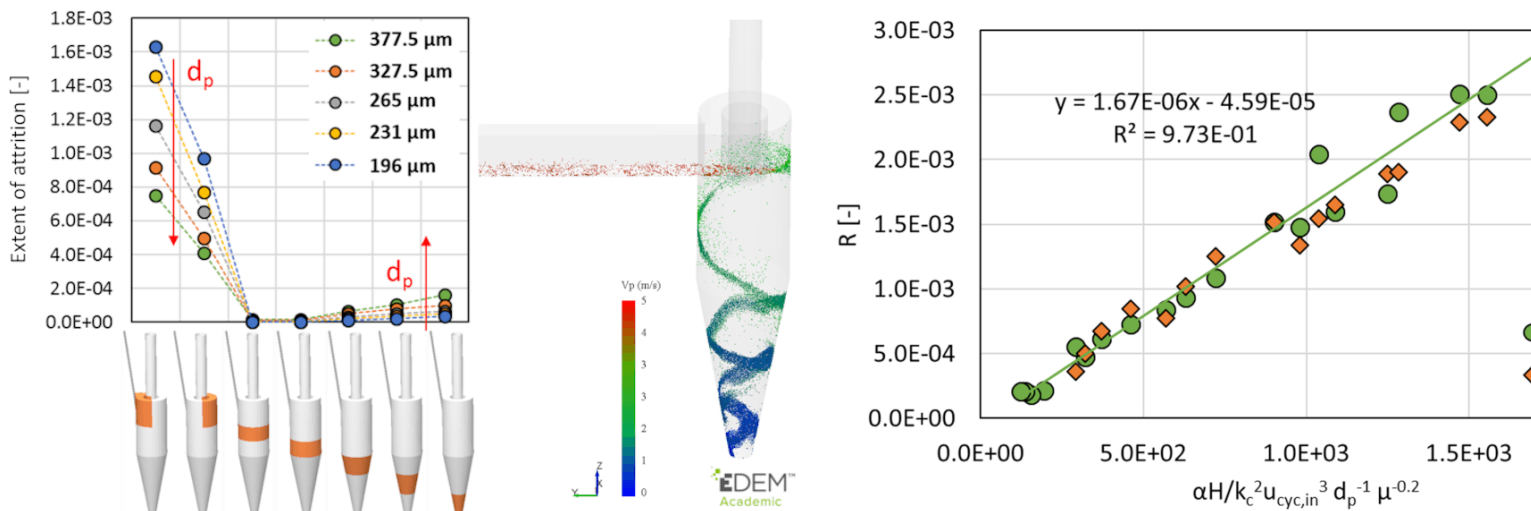 1.8E-03
1.6E-03
1.4E-03
1.2E-03
1.0E-03
8.0E-04
6.0E-04
4.0E-04
2.0E-04
0.0E+00
Extent of attrition [-]
377.5 µm
327.5 µm
265 µm
231 µm
196 µm
dp
dp
Vp (m/s)
5
4
3
2
1
0
Z
Y
X
EDEM™
Academic
3.0E-03
2.5E-03
2.0E-03
1.5E-03
1.0E-03
5.0E-04
0.0E+00
R [-]
y = 1.67E-06x - 4.59E-05
R² = 9.73E-01
0.0E+00 5.0E+02 1.0E+03 1.5E+03
αH/kc²ucyc,in³ dp⁻¹ µ⁻⁰·²